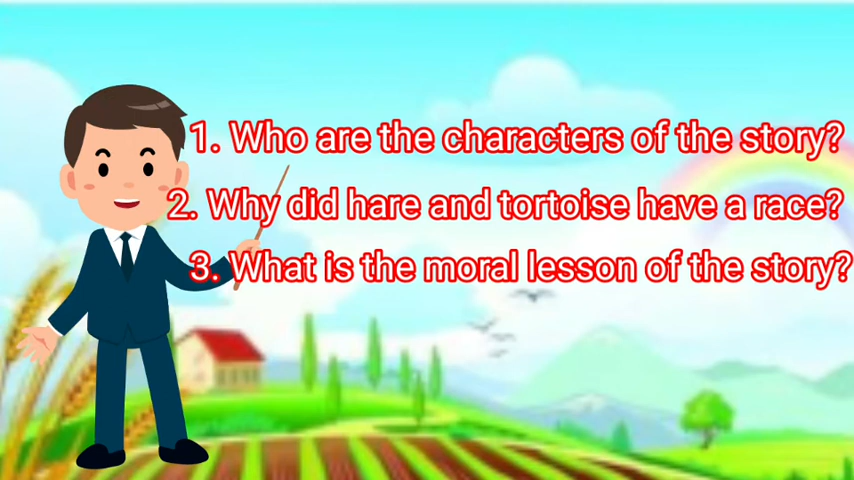 1. Who are the characters of the story?
2. Why did hare and tortoise have a race?
3. What is the moral lesson of the story?